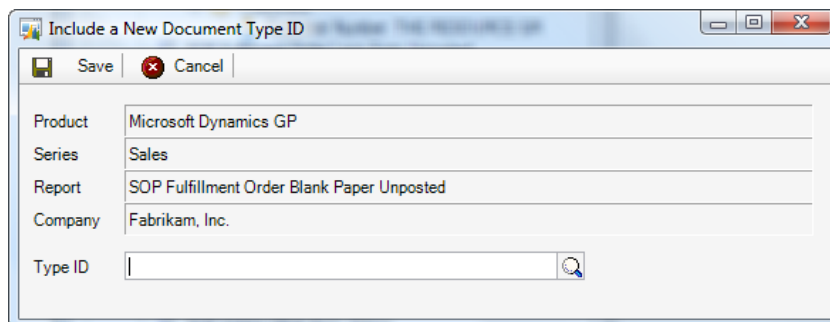 Include a New Document Type ID
Save Cancel
Product Microsoft Dynamics GP
Series Sales
Report SOP Fulfillment Order Blank Paper Unposted
Company Fabrikam, Inc.
Type ID